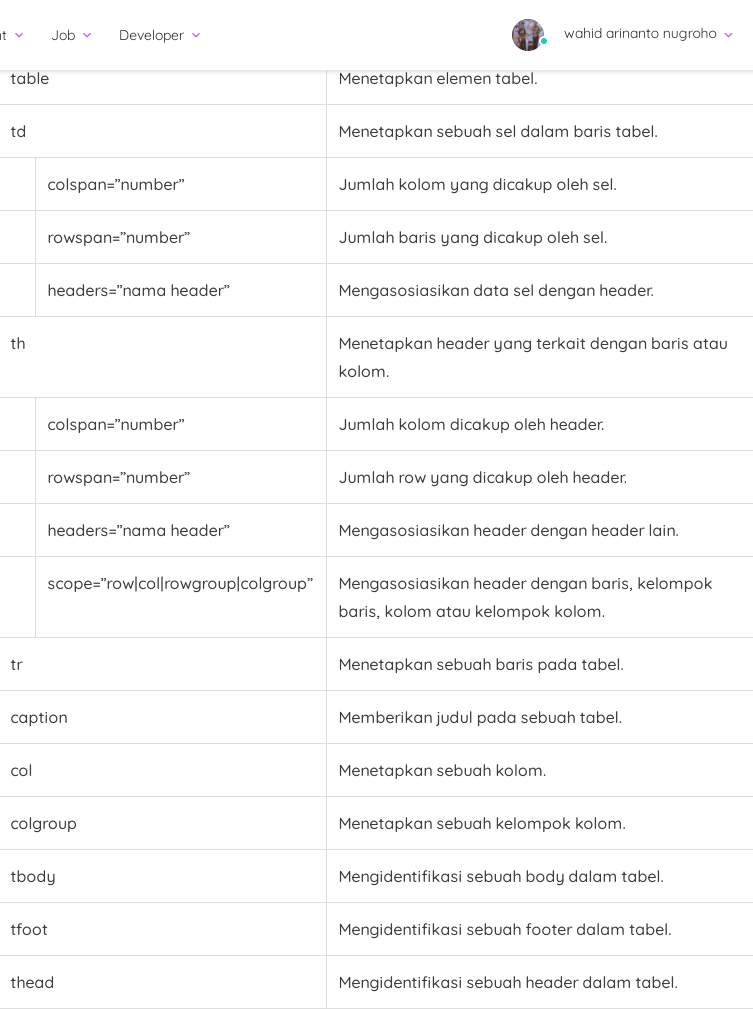 nt
Job
Developer
wahid arinanto nugroho
table
Menetapkan elemen tabel.
td
Menetapkan sebuah sel dalam baris tabel.
colspan=”number”
Jumlah kolom yang dicakup oleh sel.
rowspan=”number”
Jumlah baris yang dicakup oleh sel.
headers=”nama header”
Mengasosiasikan data sel dengan header.
th
Menetapkan header yang terkait dengan baris atau
kolom.
colspan=”number”
Jumlah kolom dicakup oleh header.
rowspan=”number”
Jumlah row yang dicakup oleh header.
headers=”nama header”
Mengasosiasikan header dengan header lain.
scope=”row|col|rowgroup|colgroup”
Mengasosiasikan header dengan baris, kelompok
baris, kolom atau kelompok kolom.
tr
Menetapkan sebuah baris pada tabel.
caption
Memberikan judul pada sebuah tabel.
col
Menetapkan sebuah kolom.
colgroup
Menetapkan sebuah kelompok kolom.
tbody
Mengidentifikasi sebuah body dalam tabel.
tfoot
Mengidentifikasi sebuah footer dalam tabel.
thead
Mengidentifikasi sebuah header dalam tabel.